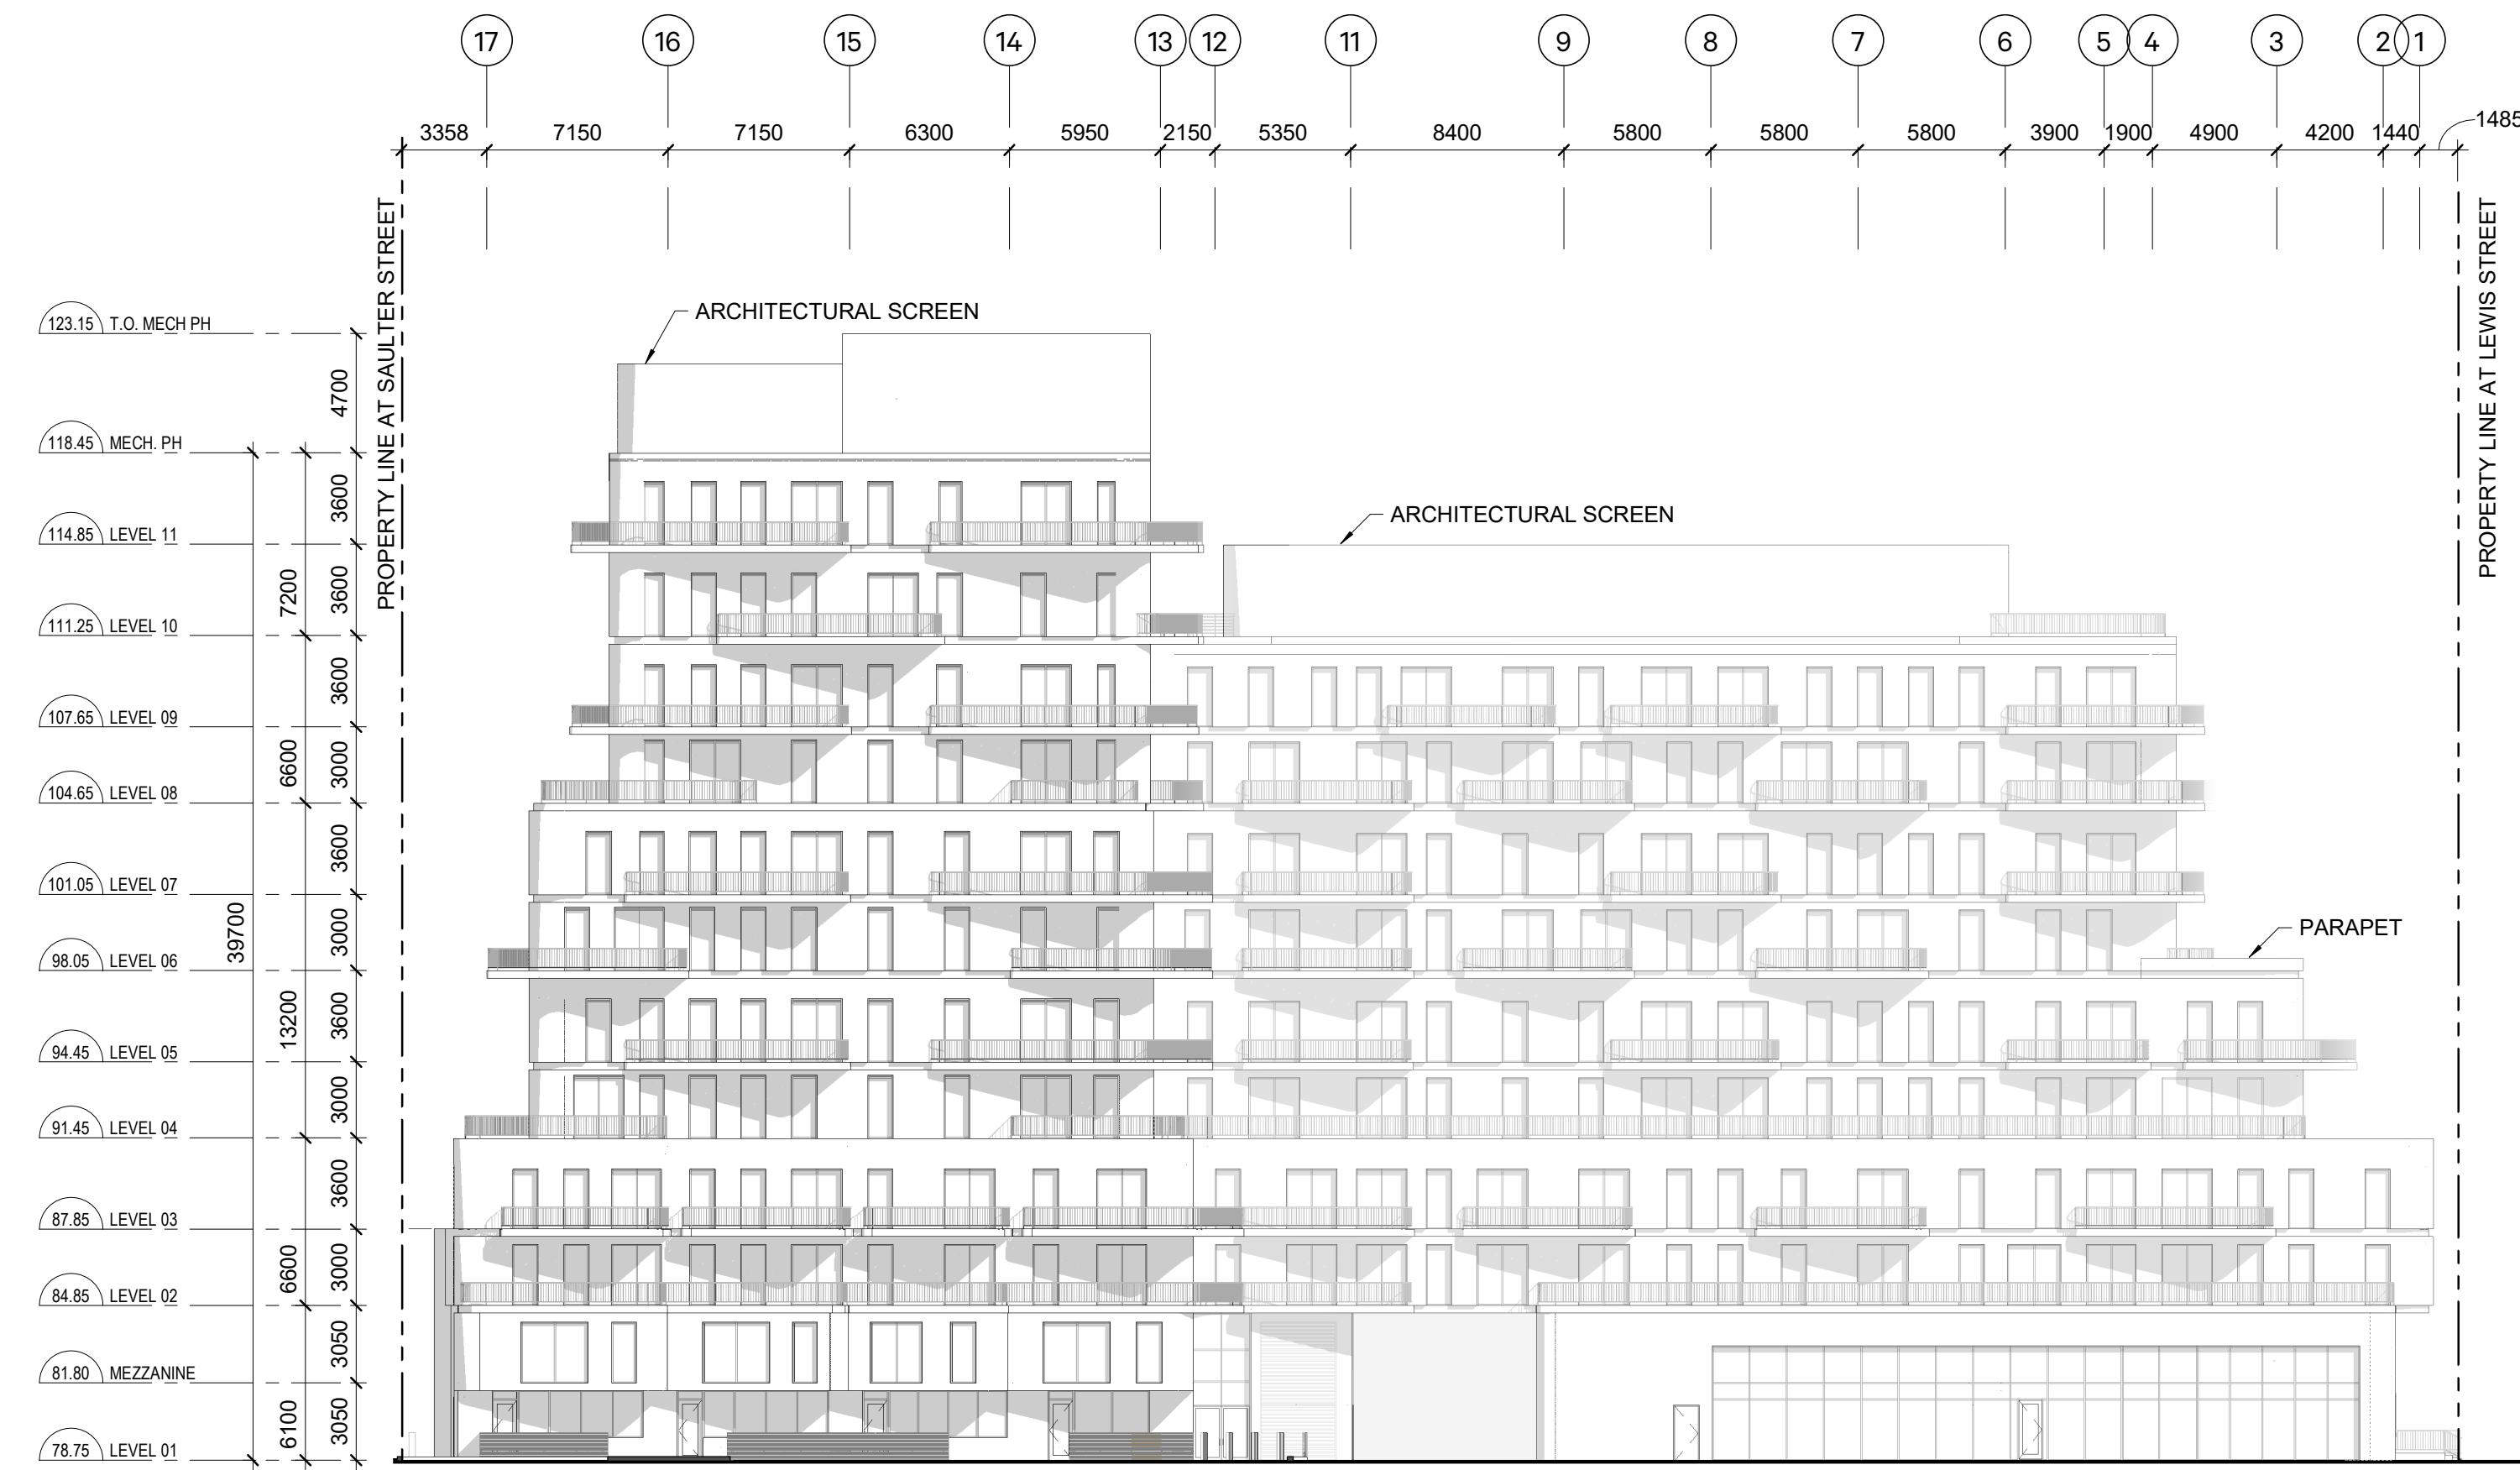 17 16 15 14 13 12 11 9 8 7 6 5 4 3 2 1
3358 7150 7150 6300 5950 2150 5350 8400 5800 5800 5800 3900 1900 4900 4200 1440 1485
PROPERTY LINE AT SAULTER STREET
PROPERTY LINE AT LEWIS STREET
ARCHITECTURAL SCREEN
ARCHITECTURAL SCREEN
PARAPET
123.15 T.O. MECH PH
118.45 MECH. PH
114.85 LEVEL 11
111.25 LEVEL 10
107.65 LEVEL 09
104.65 LEVEL 08
101.05 LEVEL 07
98.05 LEVEL 06
94.45 LEVEL 05
91.45 LEVEL 04
87.85 LEVEL 03
84.85 LEVEL 02
81.80 MEZZANINE
78.75 LEVEL 01
39700
7200
6600
13200
6600
6100
4700
3600
3600
3600
3000
3600
3000
3600
3000
3600
3000
3050
3050